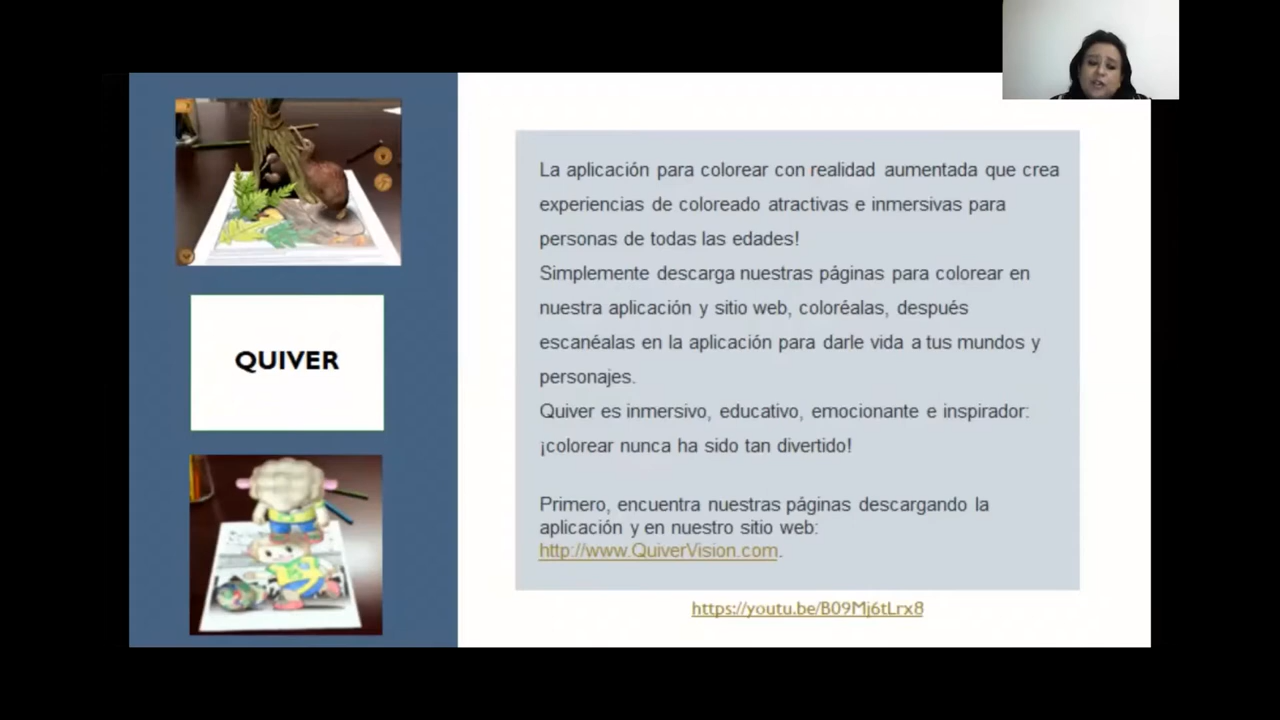 QUIVER
La aplicación para colorear con realidad aumentada que crea
experiencias de coloreado atractivas e inmersivas para
personas de todas las edades!
Simplemente descarga nuestras páginas para colorear en
nuestra aplicación y sitio web, coloréalas, después
escanéalas en la aplicación para darle vida a tus mundos y
personajes.
Quiver es inmersivo, educativo, emocionante e inspirador:
¡colorear nunca ha sido tan divertido!
Primero, encuentra nuestras páginas descargando la
aplicación y en nuestro sitio web:
http://www.QuiverVision.com.
https://youtu.be/B09Mj6tLrx8